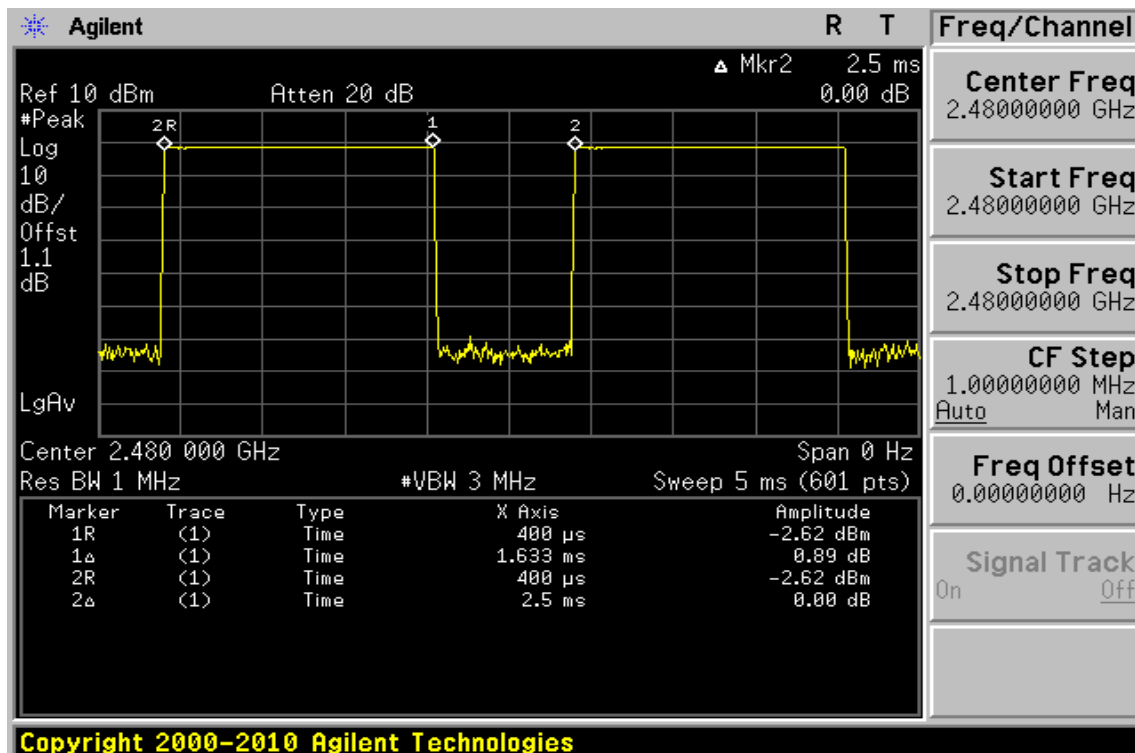 Agilent R T
Freq/Channel
Δ Mkr2 2.5 ms
Ref 10 dBm Atten 20 dB 0.00 dB
#Peak
Log
10
dB/
Offst
1.1
dB
LgAv
2R 1 2
Center 2.480 000 GHz Span 0 Hz
Res BW 1 MHz #VBW 3 MHz Sweep 5 ms (601 pts)
Marker Trace Type X Axis Amplitude
1R (1) Time 400 µs -2.62 dBm
1Δ (1) Time 1.633 ms 0.89 dB
2R (1) Time 400 µs -2.62 dBm
2Δ (1) Time 2.5 ms 0.00 dB
Center Freq
2.48000000 GHz
Start Freq
2.48000000 GHz
Stop Freq
2.48000000 GHz
CF Step
1.00000000 MHz
Auto Man
Freq Offset
0.00000000 Hz
Signal Track
On Off
Copyright 2000-2010 Agilent Technologies